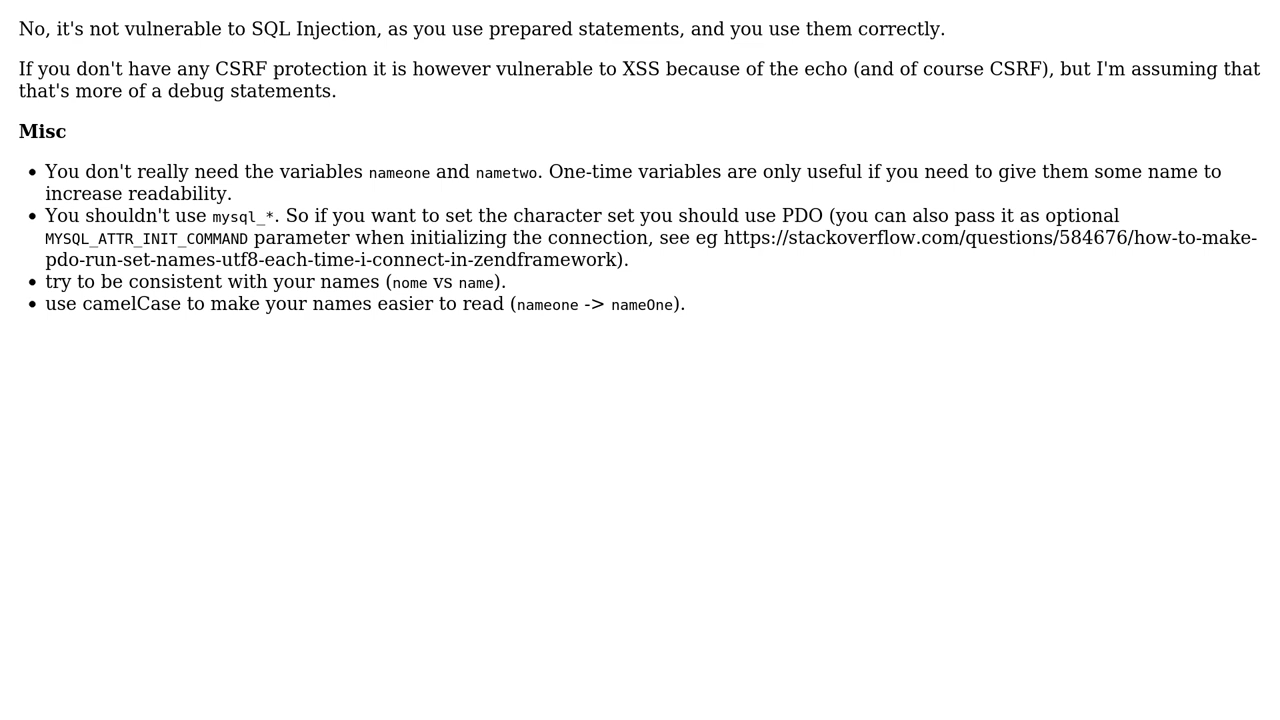 No, it's not vulnerable to SQL Injection, as you use prepared statements, and you use them correctly.
If you don't have any CSRF protection it is however vulnerable to XSS because of the echo (and of course CSRF), but I'm assuming that
that's more of a debug statements.
Misc
• You don't really need the variables nameone and nametwo. One-time variables are only useful if you need to give them some name to
increase readability.
• You shouldn't use mysql_*. So if you want to set the character set you should use PDO (you can also pass it as optional
MYSQL_ATTR_INIT_COMMAND parameter when initializing the connection, see eg https://stackoverflow.com/questions/584676/how-to-make-
pdo-run-set-names-utf8-each-time-i-connect-in-zendframework).
• try to be consistent with your names (nome vs name).
• use camelCase to make your names easier to read (nameone -> nameOne).